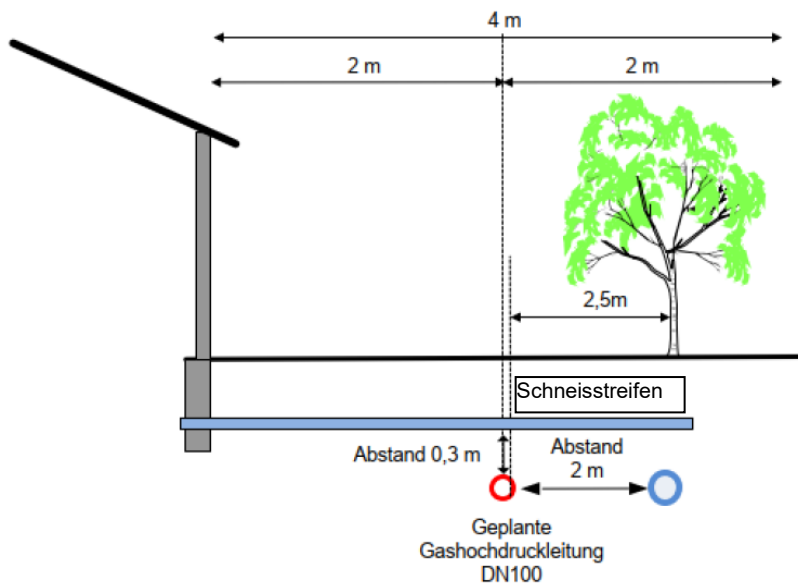 4 m
2 m
2 m
2,5m
Schneisstreifen
Abstand 0,3 m
Abstand
2 m
Geplante
Gashochdruckleitung
DN100